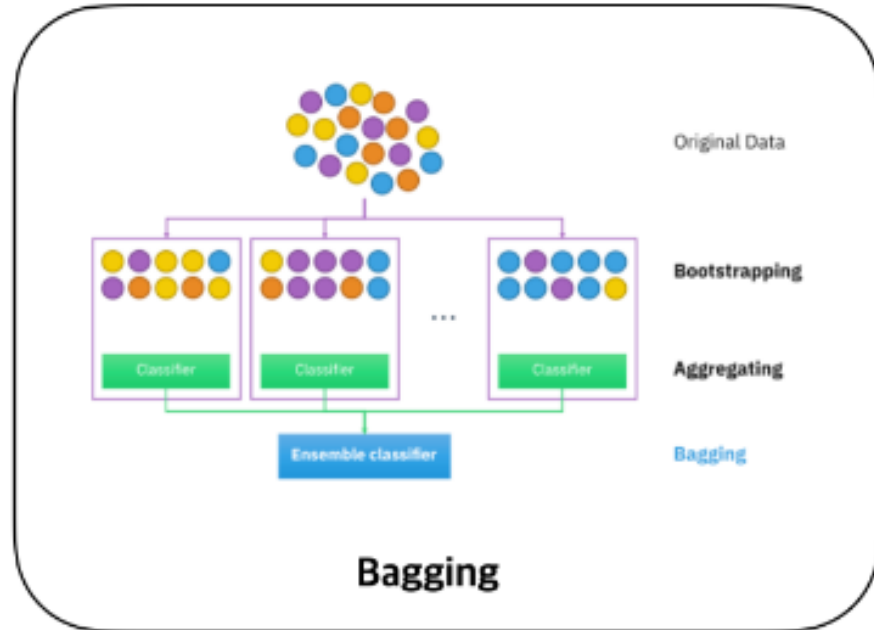 Original Data
Bootstrapping
...
Classifier
Classifier
Classifier
Aggregating
Ensemble classifier
Bagging
Bagging